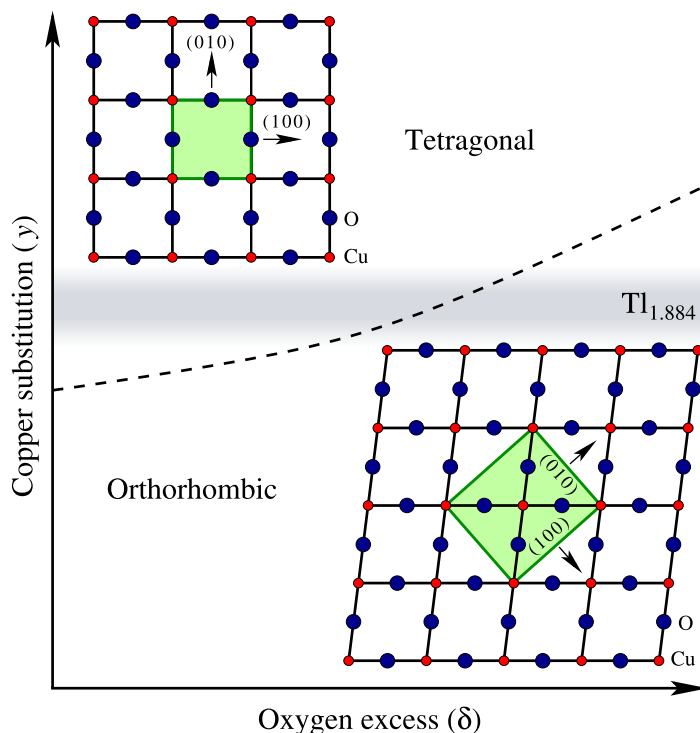 (010)
(100)
Tetragonal
O
Cu
Tl1.884
(010)
(100)
Orthorhombic
O
Cu
Copper substitution (y)
Oxygen excess (δ)